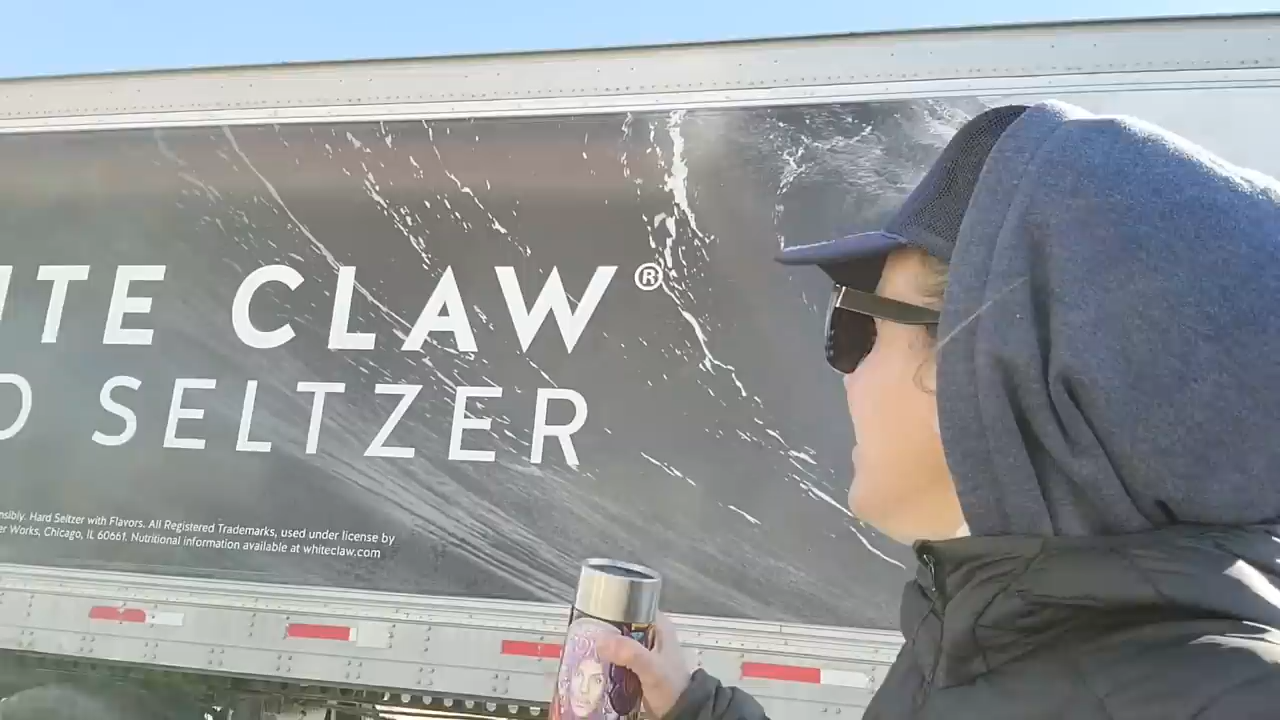 ITE CLAW®
D SELTZER
nsibly. Hard Seltzer with Flavors. All Registered Trademarks, used under license by
er Works, Chicago, IL 60661. Nutritional information available at whiteclaw.com